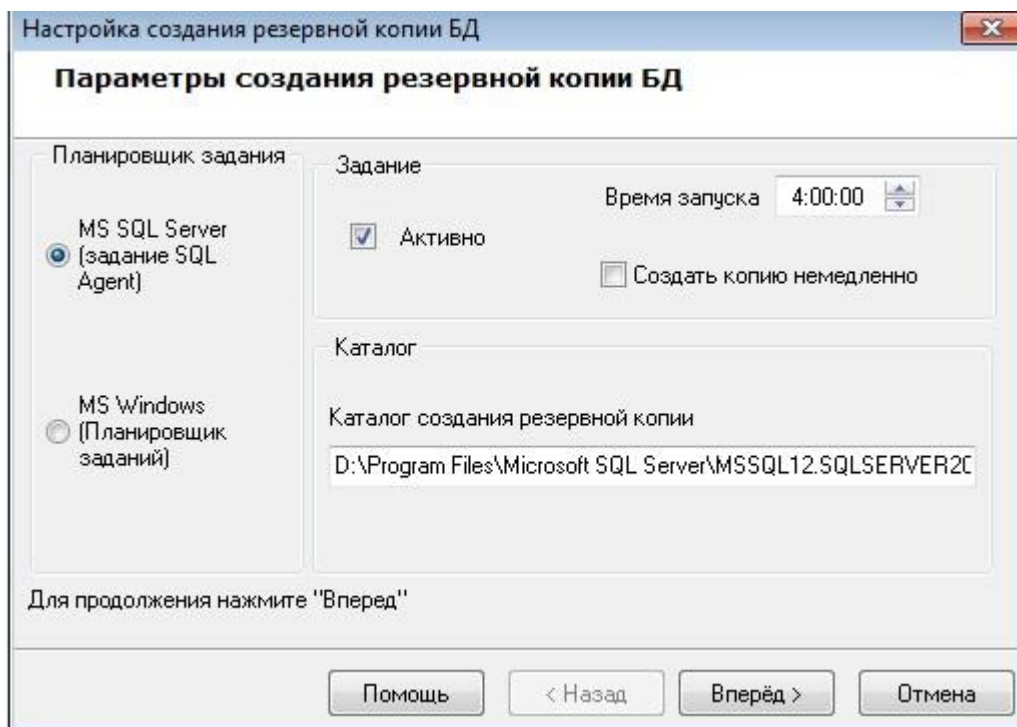 Настройка создания резервной копии БД
Параметры создания резервной копии БД
Планировщик задания
MS SQL Server
(задание SQL
Agent)
MS Windows
(Планировщик
заданий)
Задание
Активно
Время запуска 4:00:00
Создать копию немедленно
Каталог
Каталог создания резервной копии
D:\Program Files\Microsoft SQL Server\MSSQL12.SQLSERVER20
Для продолжения нажмите "Вперед"
Помощь < Назад Вперёд > Отмена